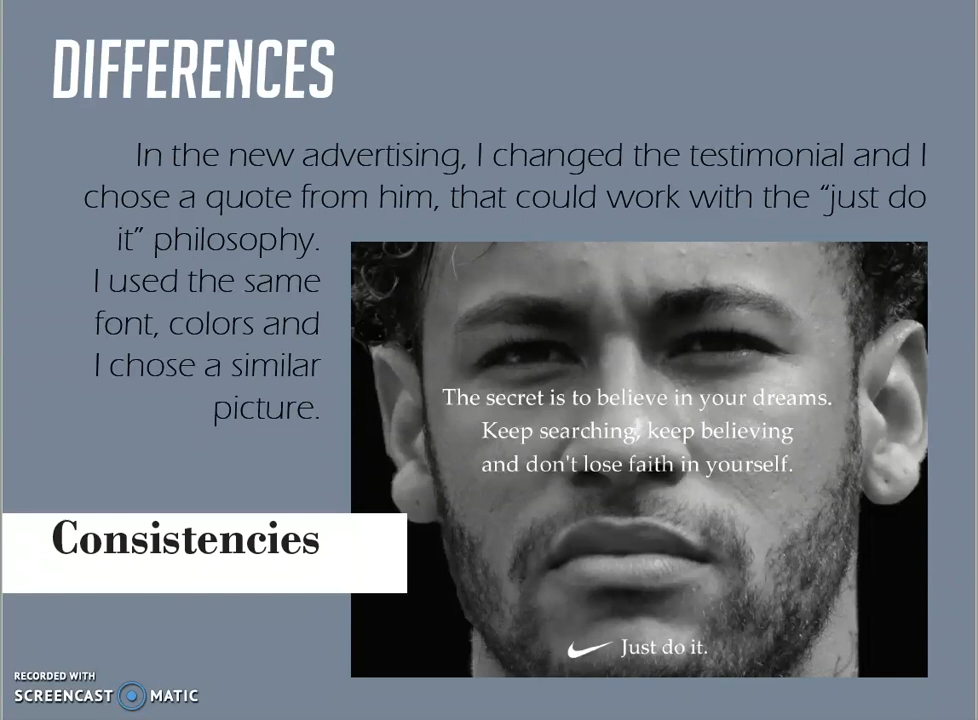 DIFFERENCES
In the new advertising, I changed the testimonial and I
chose a quote from him, that could work with the “just do
it” philosophy.
I used the same
font, colors and
I chose a similar
picture.
The secret is to believe in your dreams.
Keep searching, keep believing
and don't lose faith in yourself.
Consistencies
Just do it.
RECORDED WITH
SCREENCAST MATIC